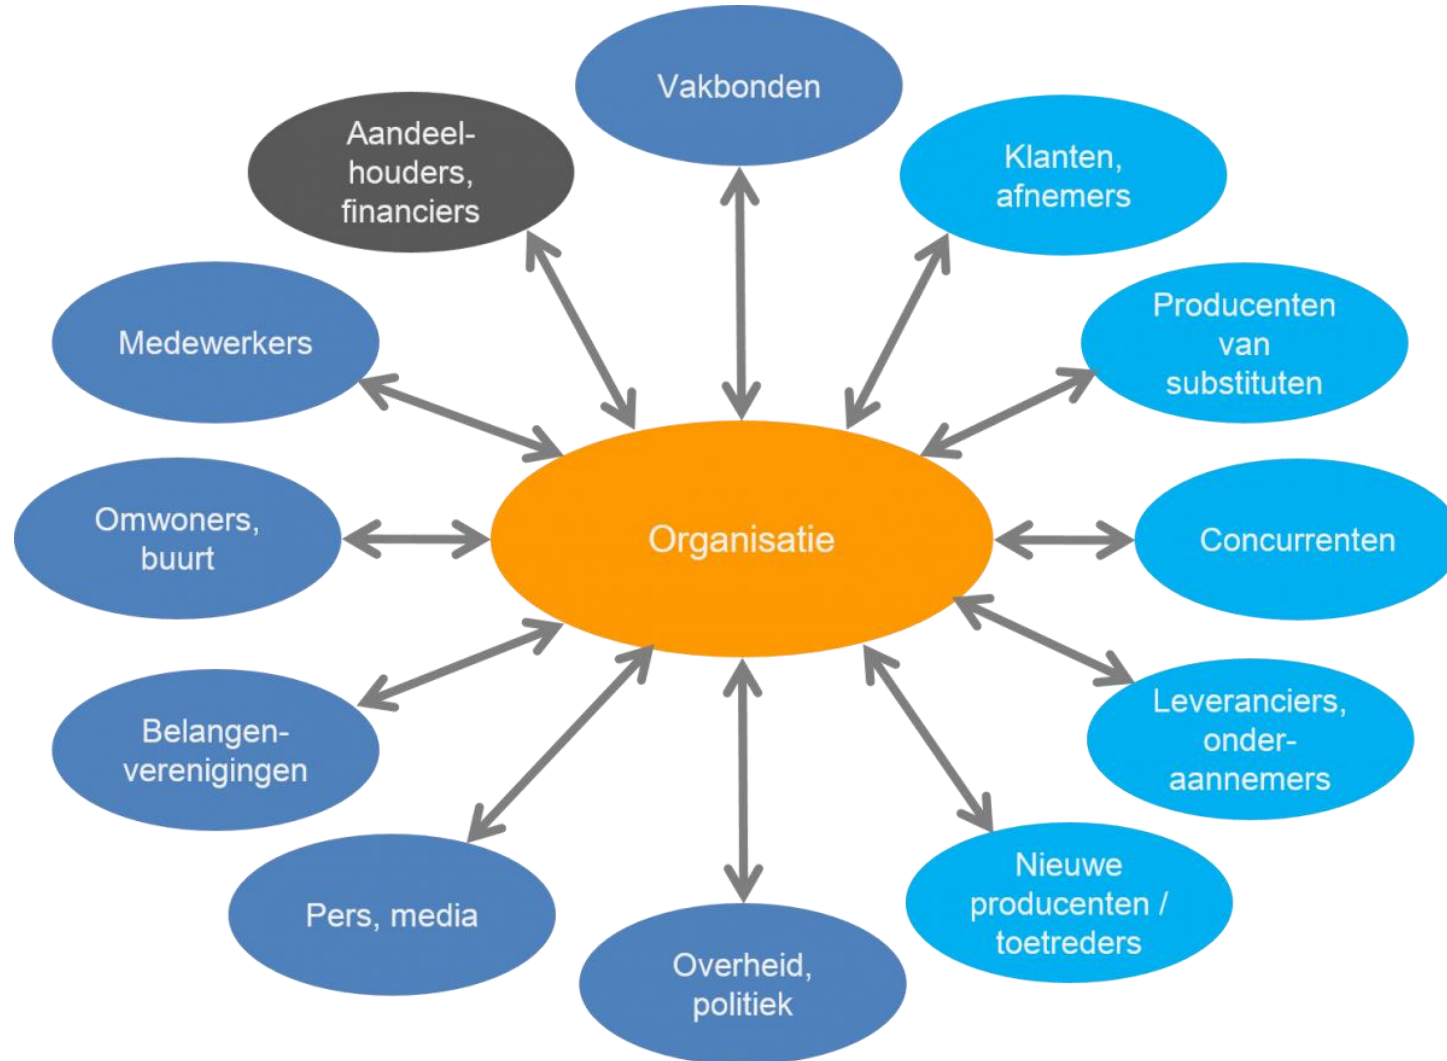 Vakbonden
Aandeel-
houders,
financiers
Klanten,
afnemers
Medewerkers
Producenten
van
substituten
Omwoners,
buurt
Organisatie
Concurrenten
Belangen-
verenigingen
Leveranciers,
onder-
aannemers
Pers, media
Nieuwe
producenten /
toetreders
Overheid,
politiek